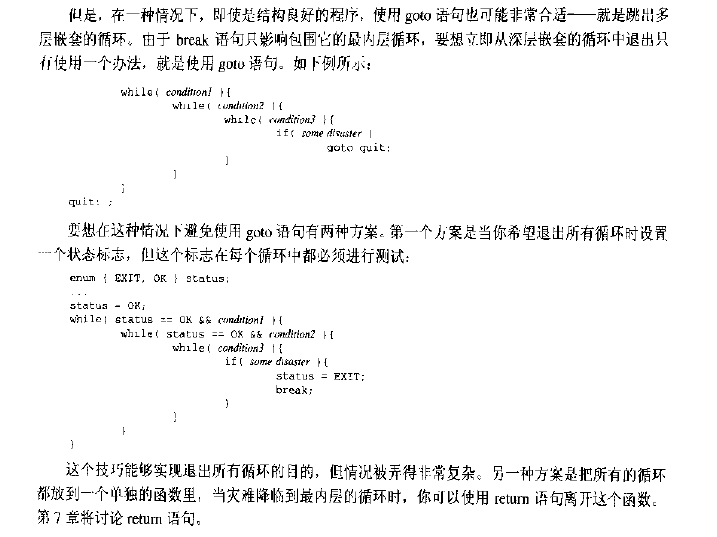 但是，在一种情况下，即使是结构良好的程序，使用 goto 语句也可能非常合适——就是跳出多
层嵌套的循环。由于 break 语句只影响包围它的最内层循环，要想立即从深层嵌套的循环中退出只
有使用一个办法，就是使用 goto 语句。如下例所示：
while( condition1 ){
while( condition2 ){
while( condition3 ){
if( some disaster )
goto quit;
}
}
}
quit: ;
要想在这种情况下避免使用 goto 语句有两种方案。第一个方案是当你希望退出所有循环时设置
一个状态标志，但这个标志在每个循环中都必须进行测试：
enum { EXIT, OK } status;
...
status = OK;
while( status == OK && condition1 ){
while( status == OK && condition2 ){
while( condition3 ){
if( some disaster ){
status = EXIT;
break;
}
}
}
}
这个技巧能够实现退出所有循环的目的，但情况被弄得非常复杂。另一种方案是把所有的循环
都放到一个单独的函数里，当灾难降临到最内层的循环时，你可以使用 return 语句离开这个函数。
第 7 章将讨论 return 语句。